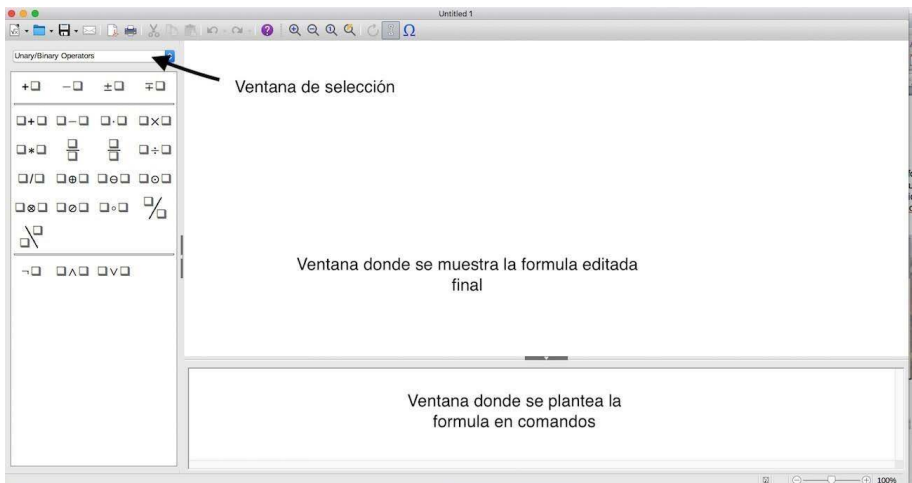 Untitled 1
Unary/Binary Operators
Ventana de selección
+□ −□ ±□ ∓□
□+□ □−□ □·□ □×□
□∗□ □/□ □/□ □÷□
□/□ □⊕□ □⊖□ □⊙□
□⊗□ □⊘□ □∘□ □/□
□\□
¬□ □∧□ □∨□
Ventana donde se muestra la formula editada
final
Ventana donde se plantea la
formula en comandos
100%